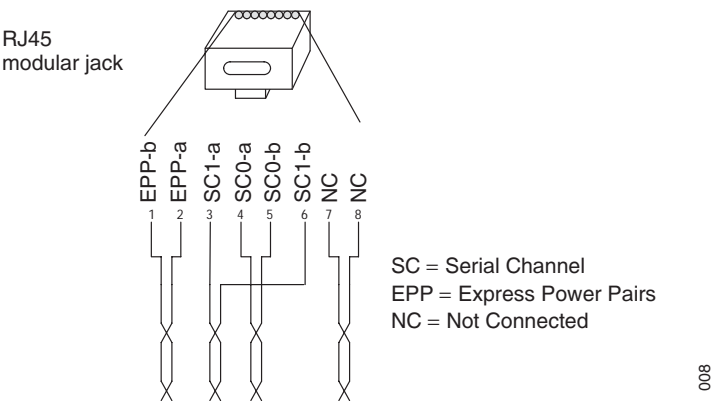 RJ45
modular jack
EPP-b
EPP-a
SC1-a
SC0-a
SC0-b
SC1-b
NC
NC
1 2 3 4 5 6 7 8
SC = Serial Channel
EPP = Express Power Pairs
NC = Not Connected
008